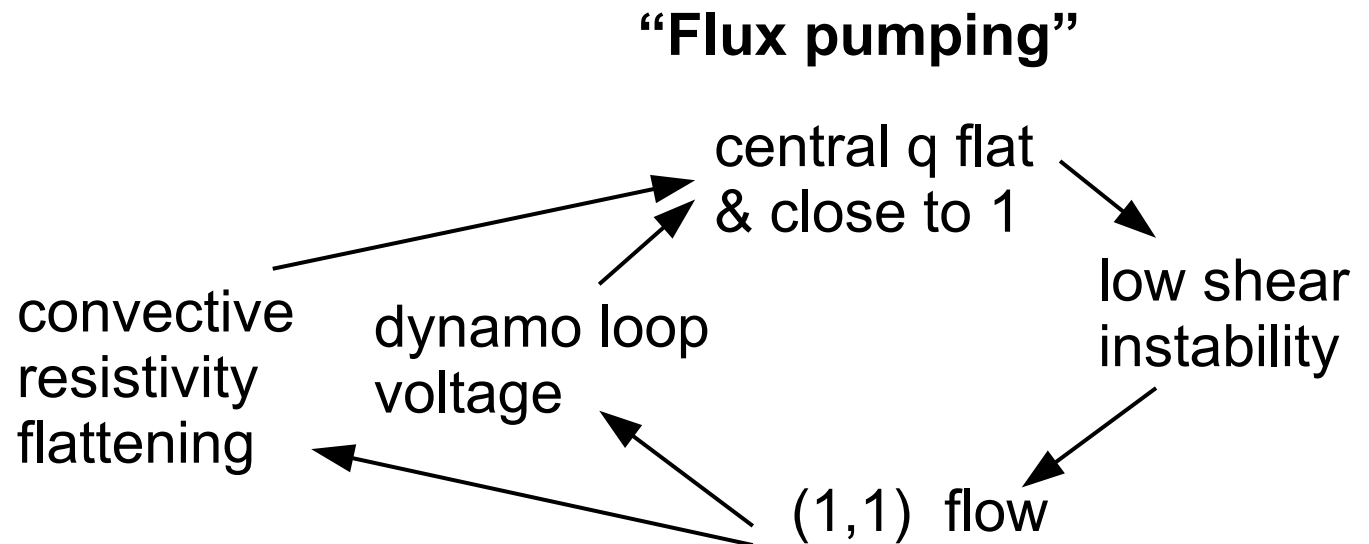 “Flux pumping”
central q flat
& close to 1
low shear
instability
(1,1) flow
dynamo loop
voltage
convective
resistivity
flattening